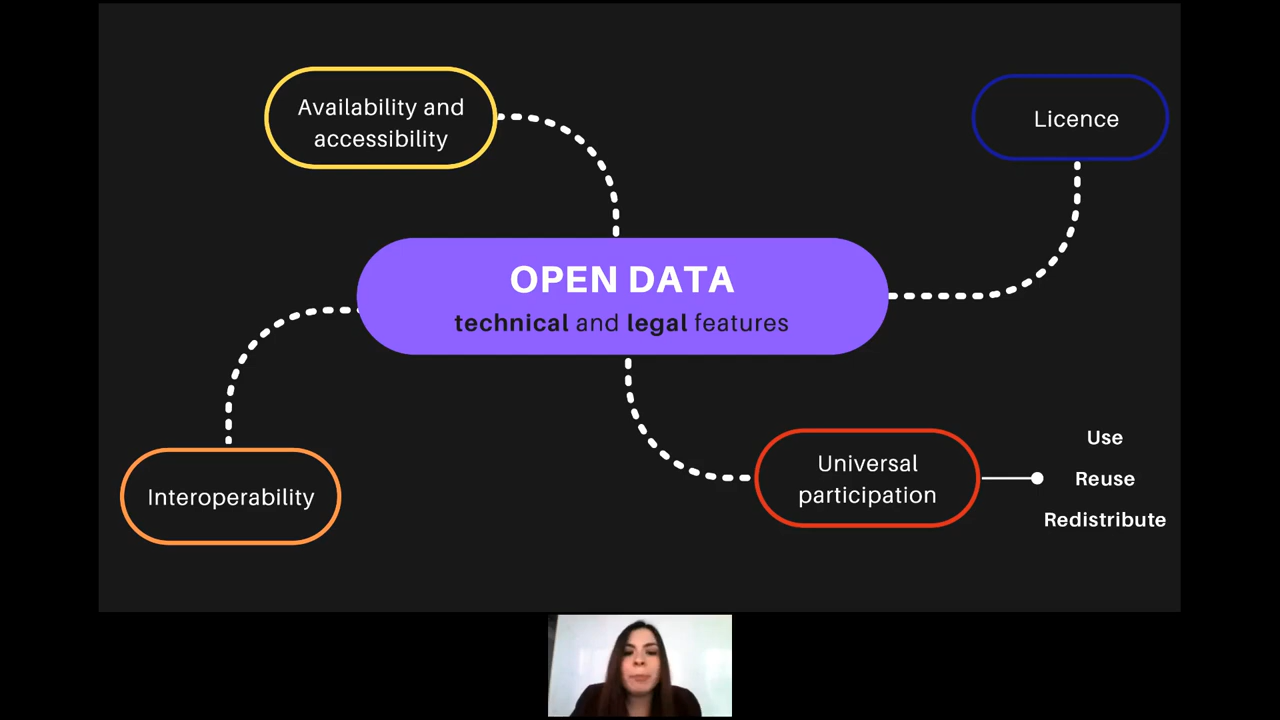 Availability and
accessibility
Licence
OPEN DATA
technical and legal features
Interoperability
Universal
participation
Use
Reuse
Redistribute